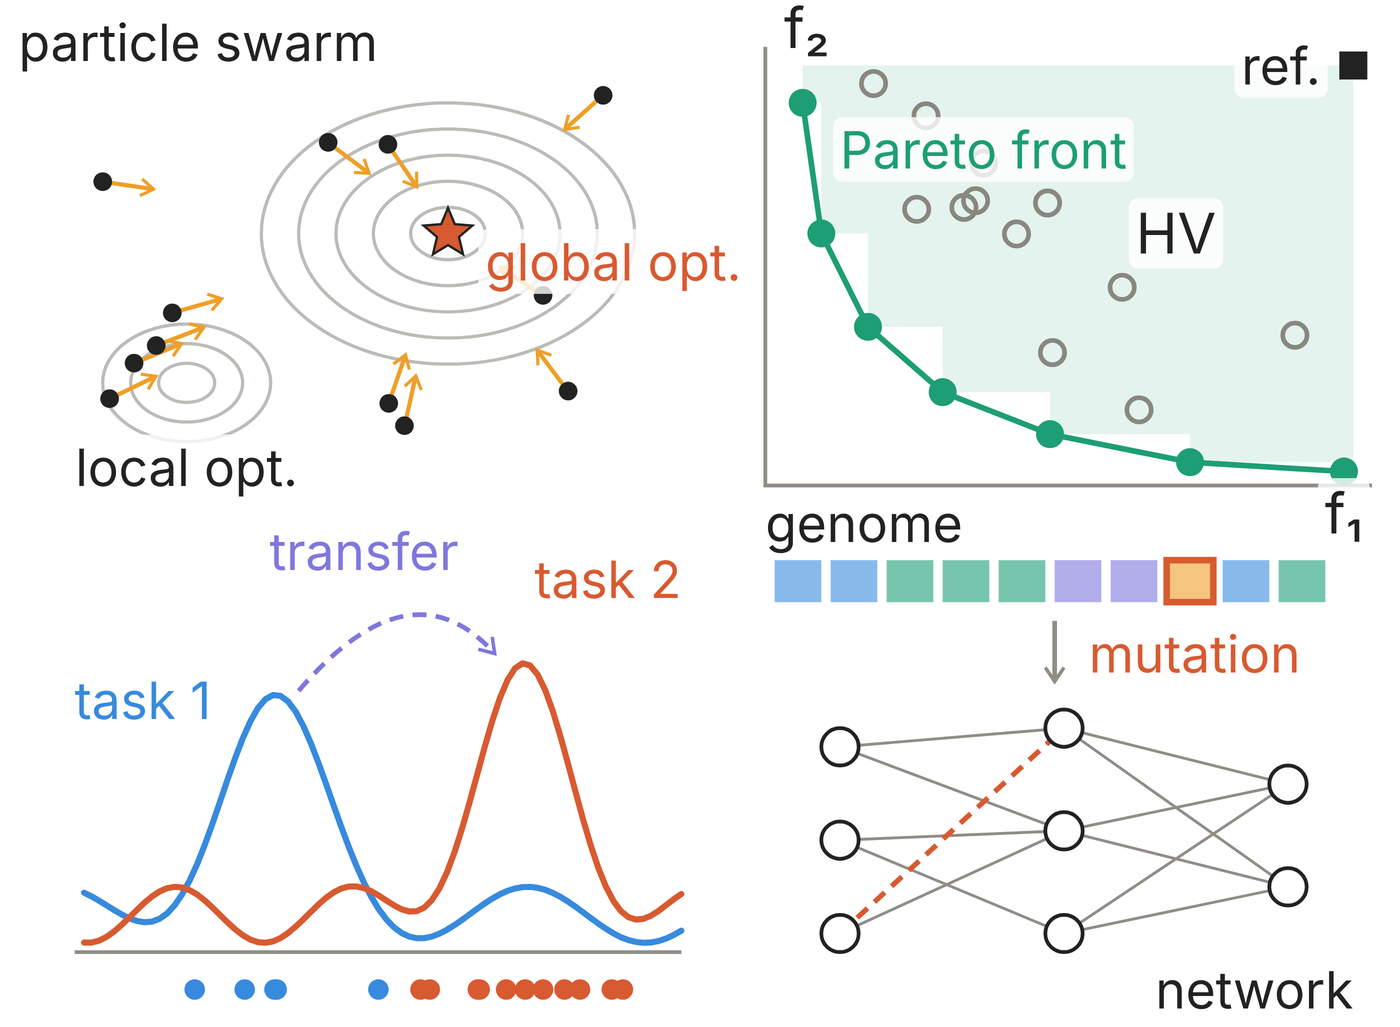 particle swarm
global opt.
local opt.
f₂
ref.
Pareto front
HV
f₁
transfer
task 2
task 1
genome
mutation
network